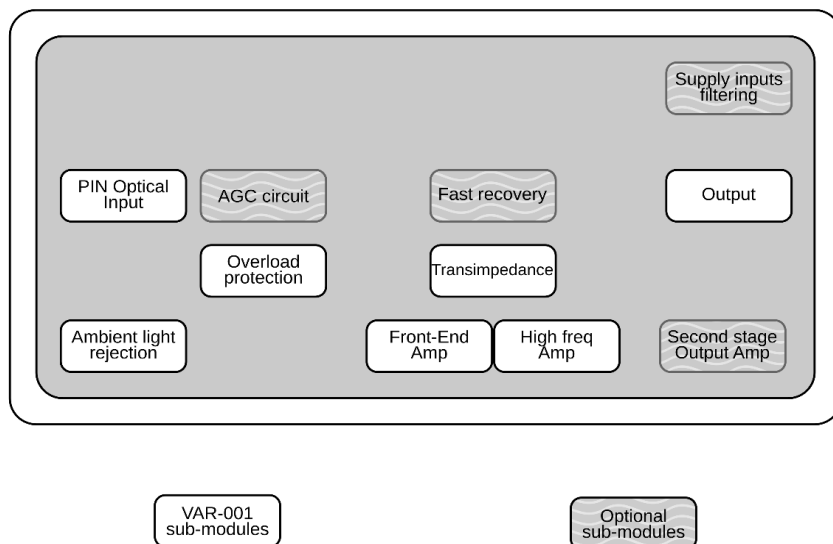 Supply inputs
filtering
PIN Optical
Input
AGC circuit
Fast recovery
Output
Overload
protection
Transimpedance
Ambient light
rejection
Front-End
Amp
High freq
Amp
Second stage
Output Amp
VAR-001
sub-modules
Optional
sub-modules